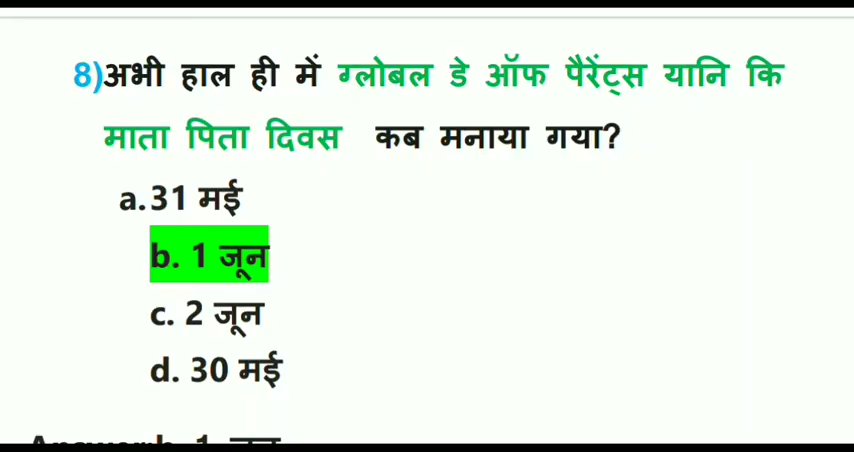 8)अभी हाल ही में ग्लोबल डे ऑफ पैरेंट्स यानि कि
माता पिता दिवस कब मनाया गया?
a.31 मई
b. 1 जून
c. 2 जून
d. 30 मई